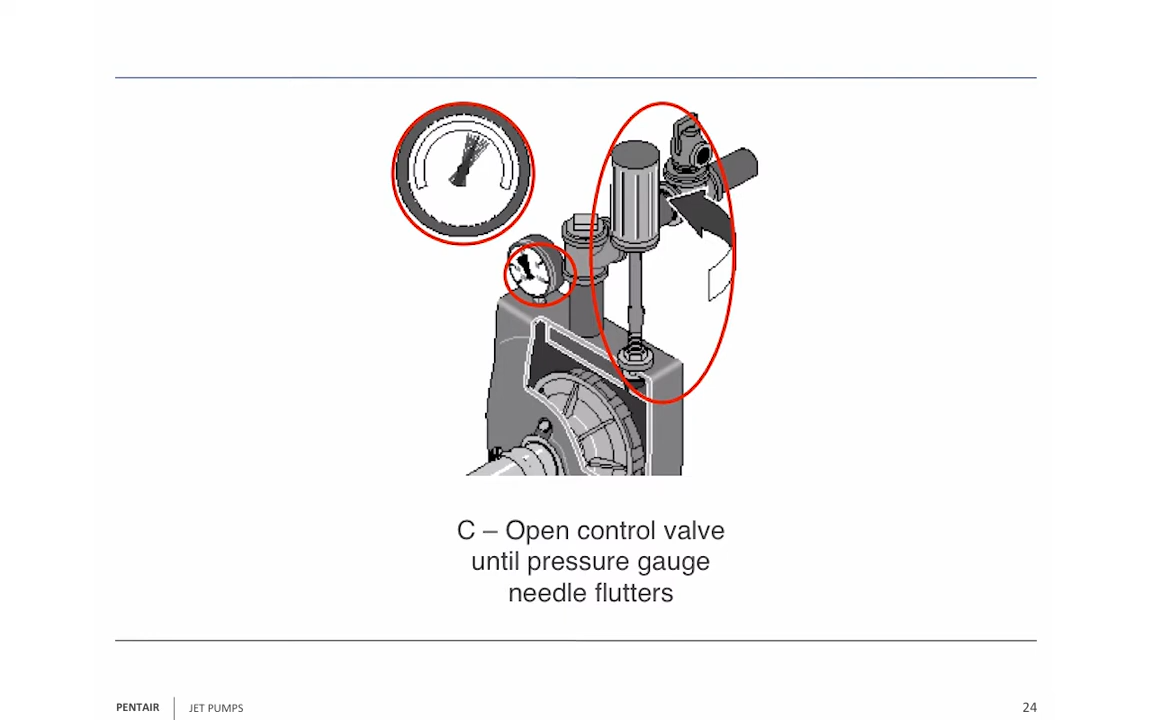 C – Open control valve
until pressure gauge
needle flutters
PENTAIR
JET PUMPS
24